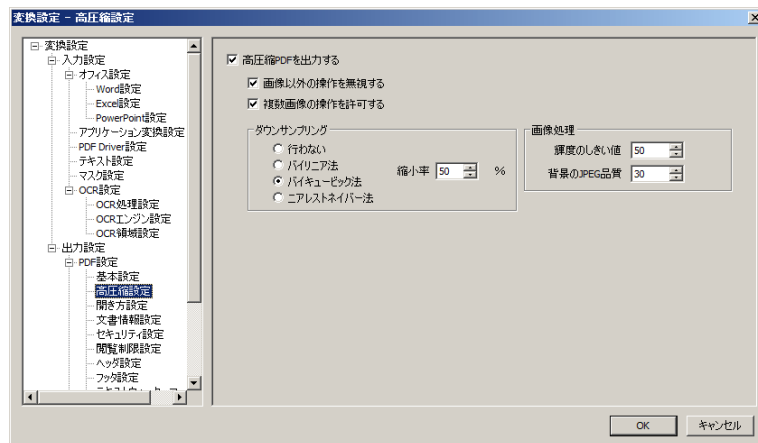 変換設定 - 高圧縮設定
変換設定
入力設定
オフィス設定
Word設定
Excel設定
PowerPoint設定
アプリケーション変換設定
PDF Driver設定
テキスト設定
マスク設定
OCR設定
OCR処理設定
OCRエンジン設定
OCR領域設定
出力設定
PDF設定
基本設定
高圧縮設定
開き方設定
文書情報設定
セキュリティ設定
閲覧制限設定
ヘッダ設定
フッタ設定
高圧縮PDFを出力する
画像以外の操作を無視する
複数画像の操作を許可する
ダウンサンプリング
行わない
バイリニア法
バイキュービック法
ニアレストネイバー法
縮小率 50 %
画像処理
輝度のしきい値 50
背景のJPEG品質 30
OK キャンセル